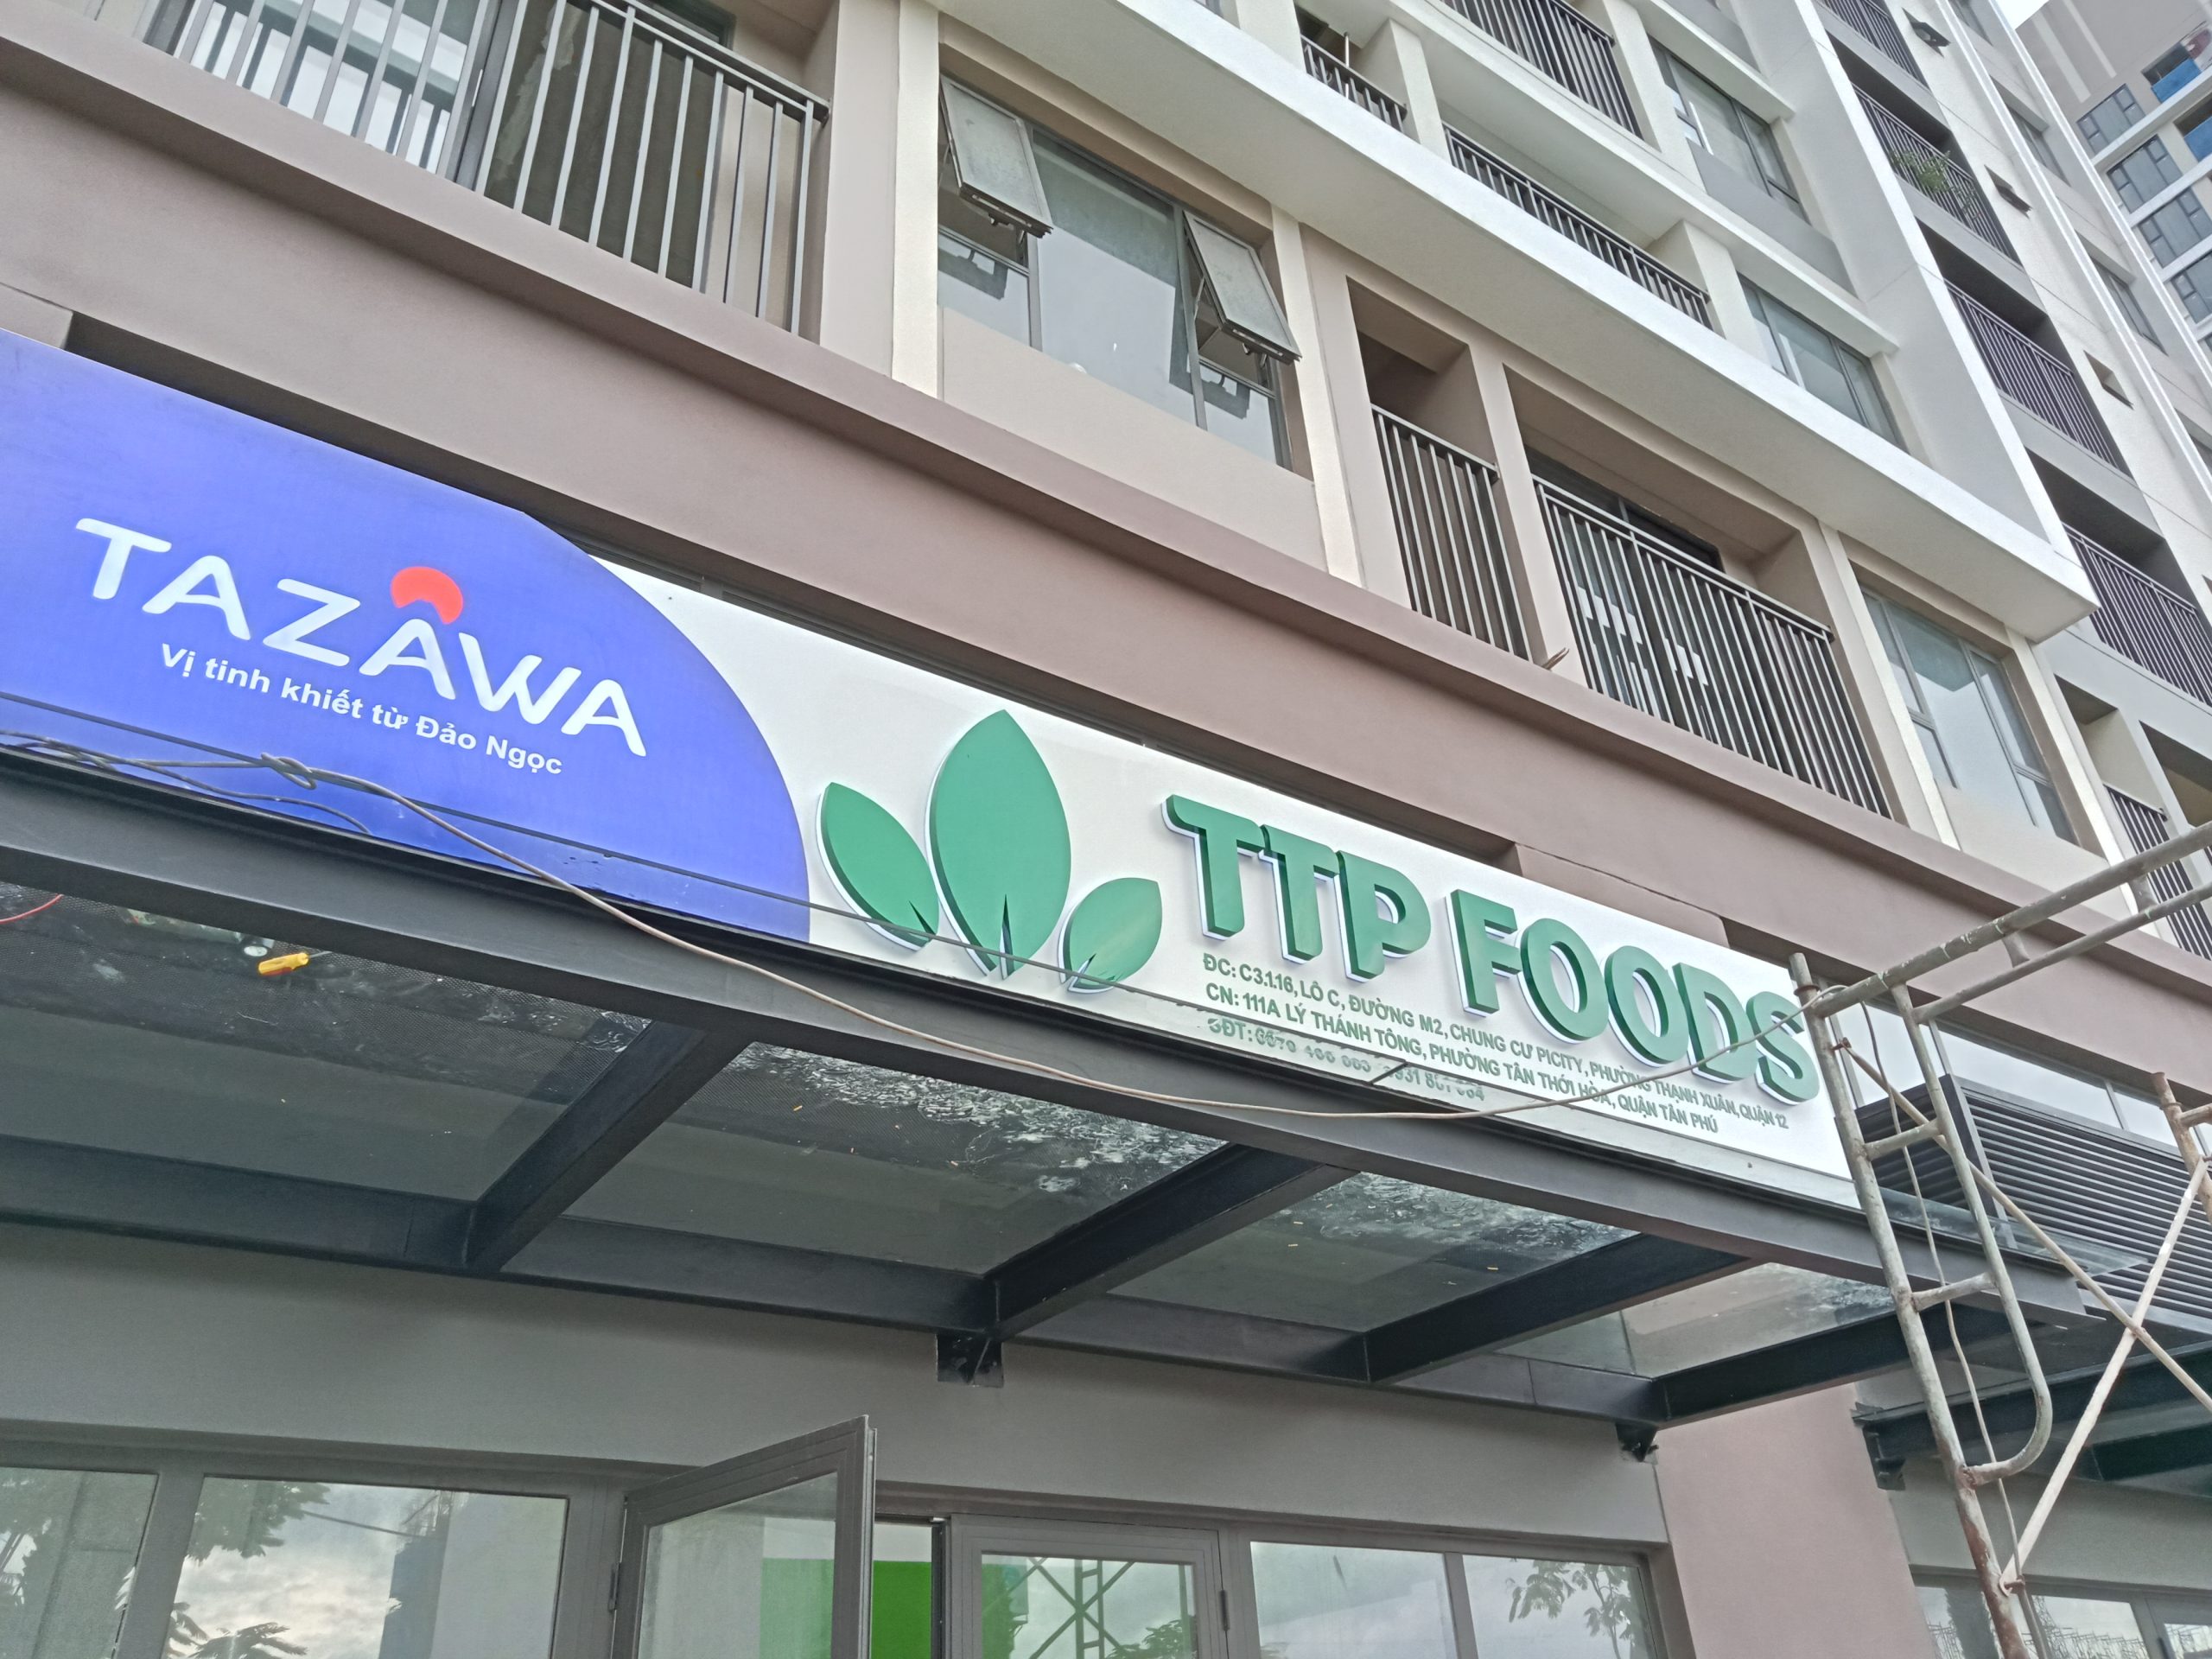 TAZAWA
Vị tinh khiết từ Đảo Ngọc
TTP FOODS
ĐC: C3.1.16, LÔ C, ĐƯỜNG M2, CHUNG CƯ PICITY, PHƯỜNG THẠNH XUÂN, QUẬN 12
CN: 111A LÝ THÁNH TÔNG, PHƯỜNG TÂN THỚI HÒA, QUẬN TÂN PHÚ
SĐT: